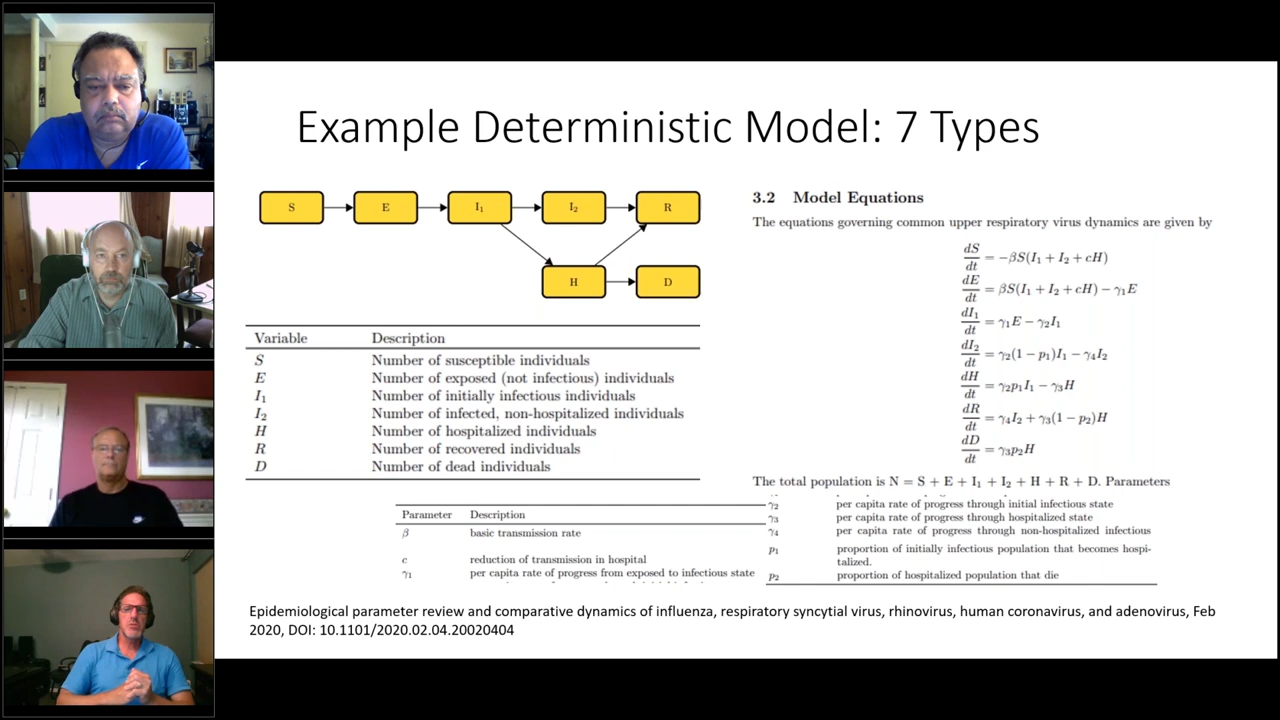 Example Deterministic Model: 7 Types
S
E
I₁
I₂
R
H
D
Variable Description
S Number of susceptible individuals
E Number of exposed (not infectious) individuals
I₁ Number of initially infectious individuals
I₂ Number of infected, non-hospitalized individuals
H Number of hospitalized individuals
R Number of recovered individuals
D Number of dead individuals
3.2 Model Equations
The equations governing common upper respiratory virus dynamics are given by
dS/dt = −βS(I₁ + I₂ + cH)
dE/dt = βS(I₁ + I₂ + cH) − γ₁E
dI₁/dt = γ₁E − γ₂I₁
dI₂/dt = γ₂(1 − p₁)I₁ − γ₄I₂
dH/dt = γ₂p₁I₁ − γ₃H
dR/dt = γ₄I₂ + γ₃(1 − p₂)H
dD/dt = γ₃p₂H
The total population is N = S + E + I₁ + I₂ + H + R + D. Parameters
Parameter Description
β basic transmission rate
c reduction of transmission in hospital
γ₁ per capita rate of progress from exposed to infectious state
γ₂ per capita rate of progress through initial infectious state
γ₃ per capita rate of progress through hospitalized state
γ₄ per capita rate of progress through non-hospitalized infectious
p₁ proportion of initially infectious population that becomes hospi-
talized.
p₂ proportion of hospitalized population that die
Epidemiological parameter review and comparative dynamics of influenza, respiratory syncytial virus, rhinovirus, human coronavirus, and adenovirus, Feb
2020, DOI: 10.1101/2020.02.04.20020404